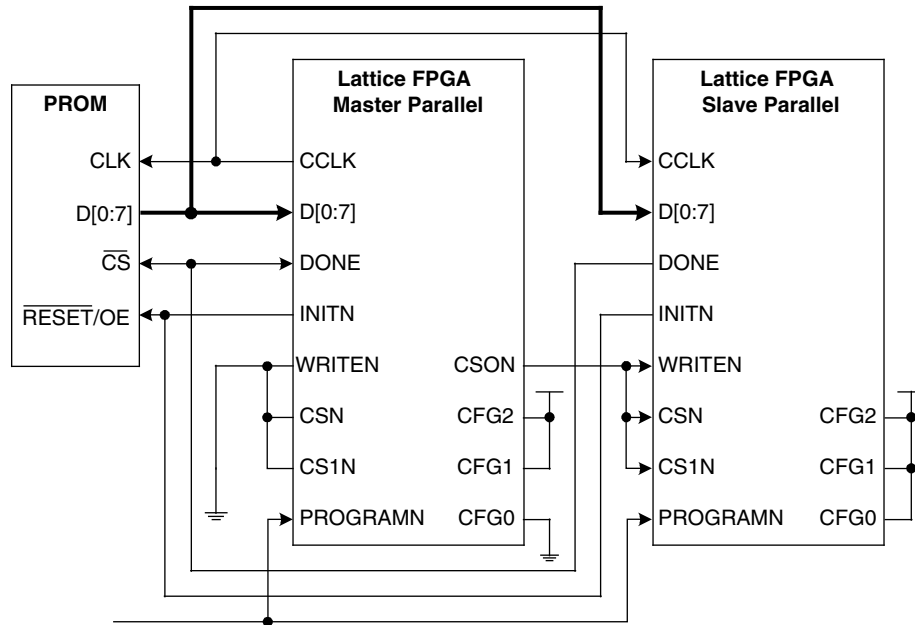 PROM
CLK
D[0:7]
CS
RESET/OE
Lattice FPGA
Master Parallel
CCLK
D[0:7]
DONE
INITN
WRITEN
CSN
CS1N
PROGRAMN
CSON
CFG2
CFG1
CFG0
Lattice FPGA
Slave Parallel
CCLK
D[0:7]
DONE
INITN
WRITEN
CSN
CS1N
PROGRAMN
CFG2
CFG1
CFG0